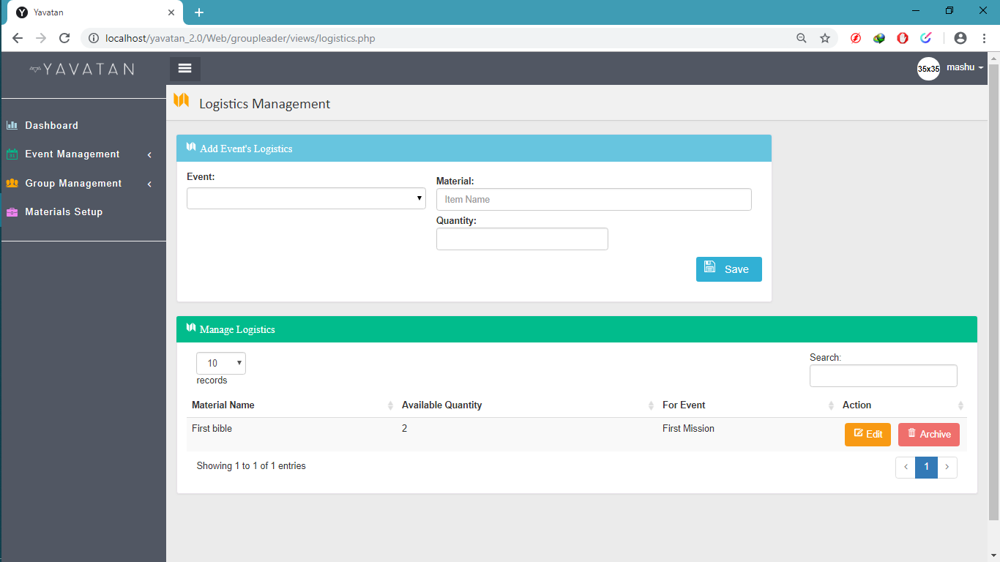 Yavatan
localhost/yavatan_2.0/Web/groupleader/views/logistics.php
YAVATAN
35x35
mashu
Logistics Management
Dashboard
Event Management
Group Management
Materials Setup
Add Event's Logistics
Event:
Material:
Item Name
Quantity:
Save
Manage Logistics
10
records
Search:
Material Name Available Quantity For Event Action
First bible 2 First Mission Edit Archive
Showing 1 to 1 of 1 entries
‹ 1 ›